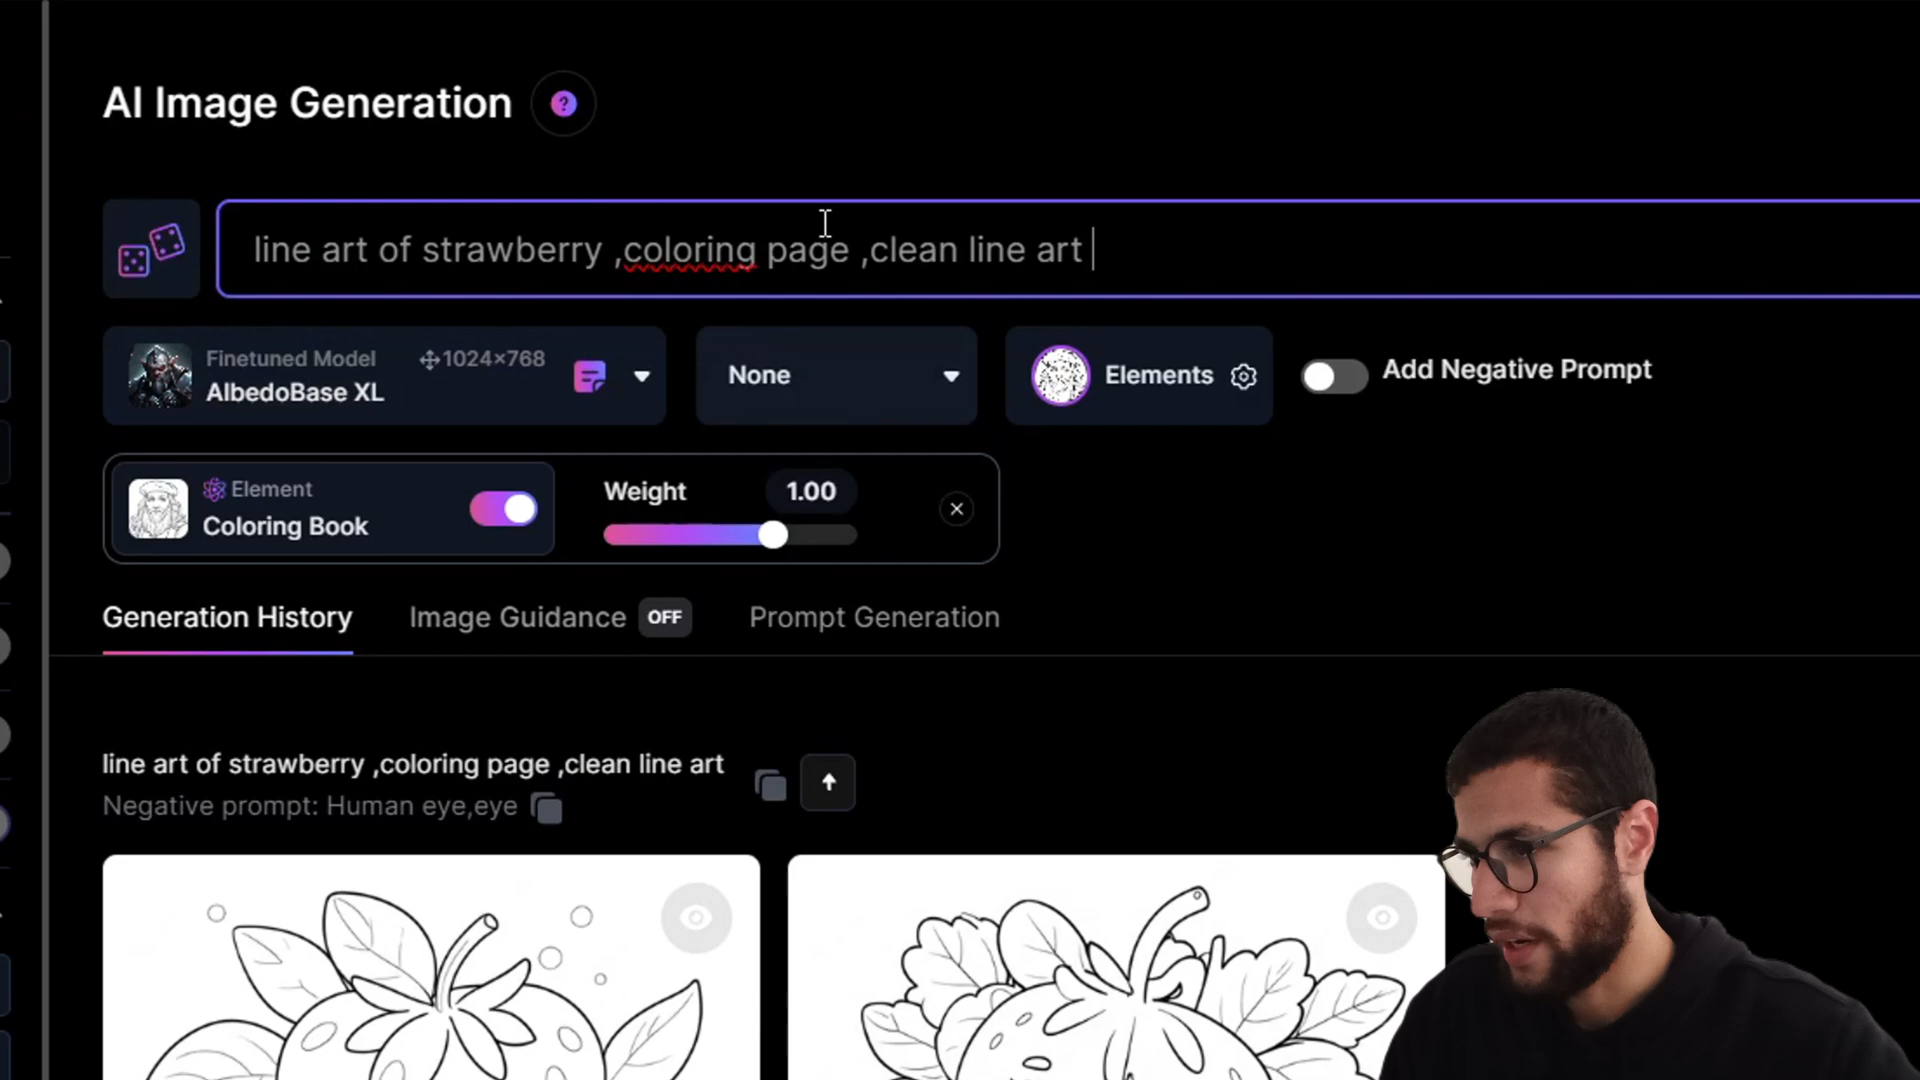 AI Image Generation ?
line art of strawberry ,coloring page ,clean line art
Finetuned Model 1024×768
AlbedoBase XL
None
Elements
Add Negative Prompt
Element
Coloring Book
Weight 1.00
Generation History Image Guidance OFF Prompt Generation
line art of strawberry ,coloring page ,clean line art
Negative prompt: Human eye,eye